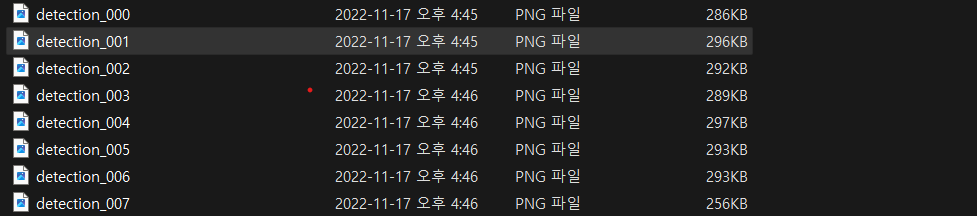 detection_000 2022-11-17 오후 4:45 PNG 파일 286KB
detection_001 2022-11-17 오후 4:45 PNG 파일 296KB
detection_002 2022-11-17 오후 4:45 PNG 파일 292KB
detection_003 2022-11-17 오후 4:46 PNG 파일 289KB
detection_004 2022-11-17 오후 4:46 PNG 파일 297KB
detection_005 2022-11-17 오후 4:46 PNG 파일 293KB
detection_006 2022-11-17 오후 4:46 PNG 파일 293KB
detection_007 2022-11-17 오후 4:46 PNG 파일 256KB